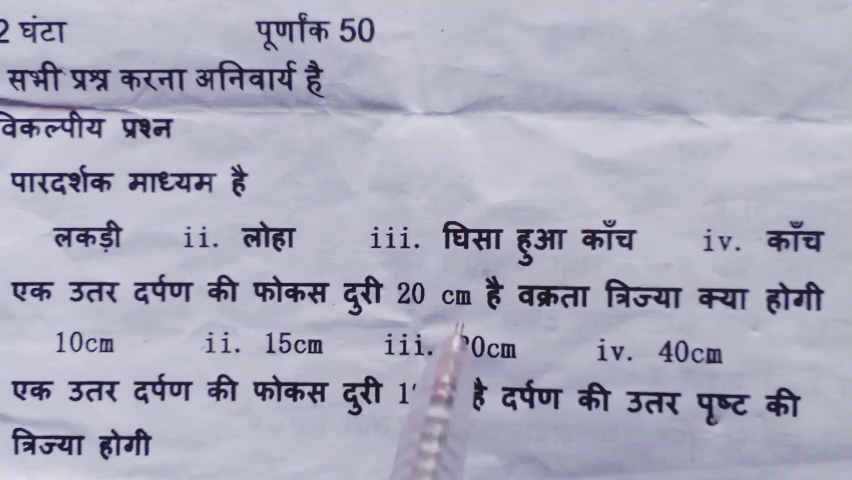 2 घंटा पूर्णांक 50
सभी प्रश्न करना अनिवार्य है
विकल्पीय प्रश्न
पारदर्शक माध्यम है
लकड़ी ii. लोहा iii. घिसा हुआ काँच iv. काँच
एक उतर दर्पण की फोकस दुरी 20 cm है वक्रता त्रिज्या क्या होगी
10cm ii. 15cm iii. iv. 40cm
एक उतर दर्पण की फोकस दुरी है दर्पण की उतर पृष्ट की
त्रिज्या होगी